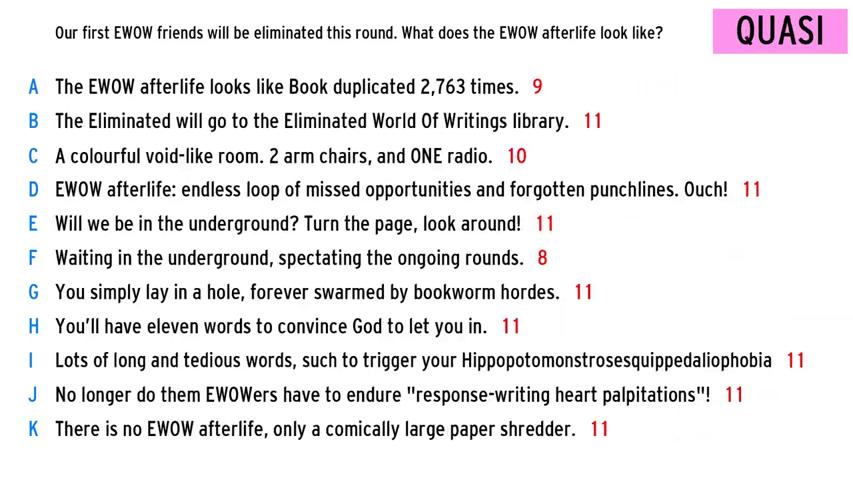 Our first EWOW friends will be eliminated this round. What does the EWOW afterlife look like?
QUASI
A The EWOW afterlife looks like Book duplicated 2,763 times. 9
B The Eliminated will go to the Eliminated World Of Writings library. 11
C A colourful void-like room. 2 arm chairs, and ONE radio. 10
D EWOW afterlife: endless loop of missed opportunities and forgotten punchlines. Ouch! 11
E Will we be in the underground? Turn the page, look around! 11
F Waiting in the underground, spectating the ongoing rounds. 8
G You simply lay in a hole, forever swarmed by bookworm hordes. 11
H You'll have eleven words to convince God to let you in. 11
I Lots of long and tedious words, such to trigger your Hippopotomonstrosesquippedaliophobia 11
J No longer do them EWOWers have to endure "response-writing heart palpitations"! 11
K There is no EWOW afterlife, only a comically large paper shredder. 11